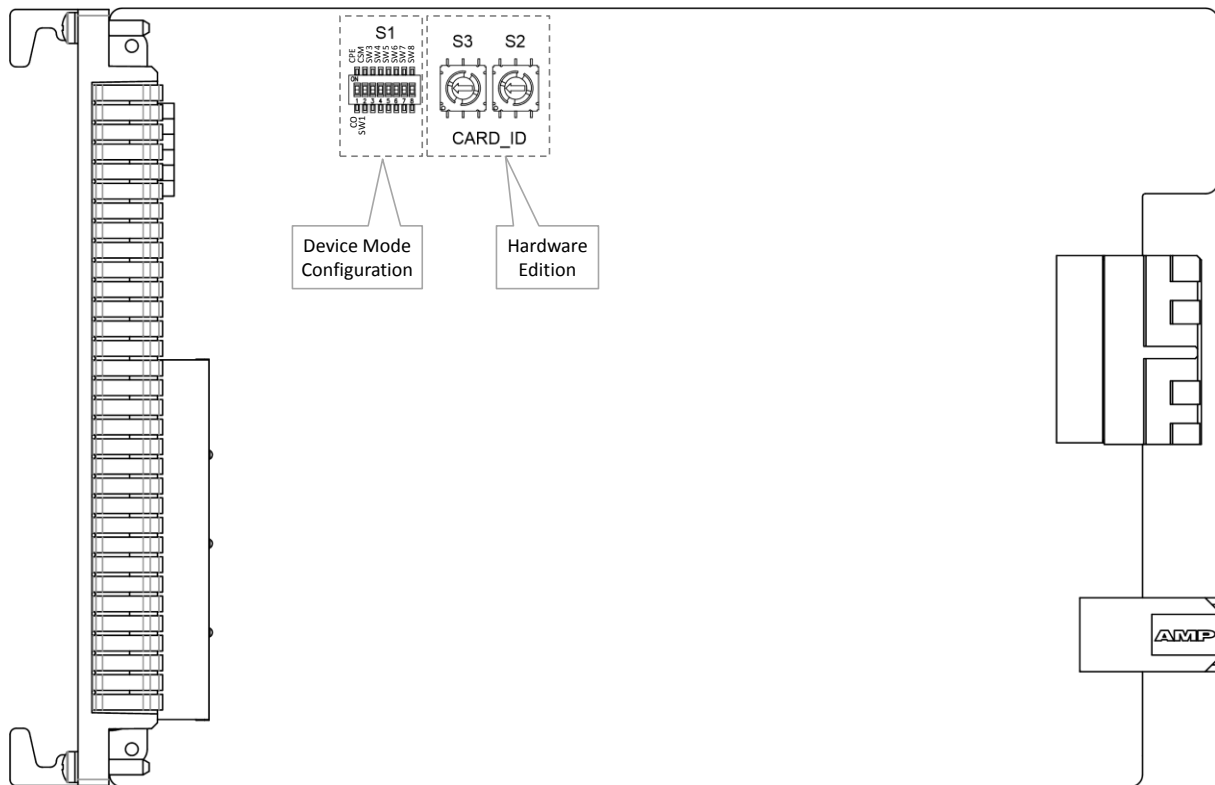 S1
CPE
CSM
SW3
SW4
SW5
SW6
SW7
SW8
ON
1 2 3 4 5 6 7 8
CO
SW1
S3 S2
CARD_ID
Device Mode
Configuration
Hardware
Edition
AMP